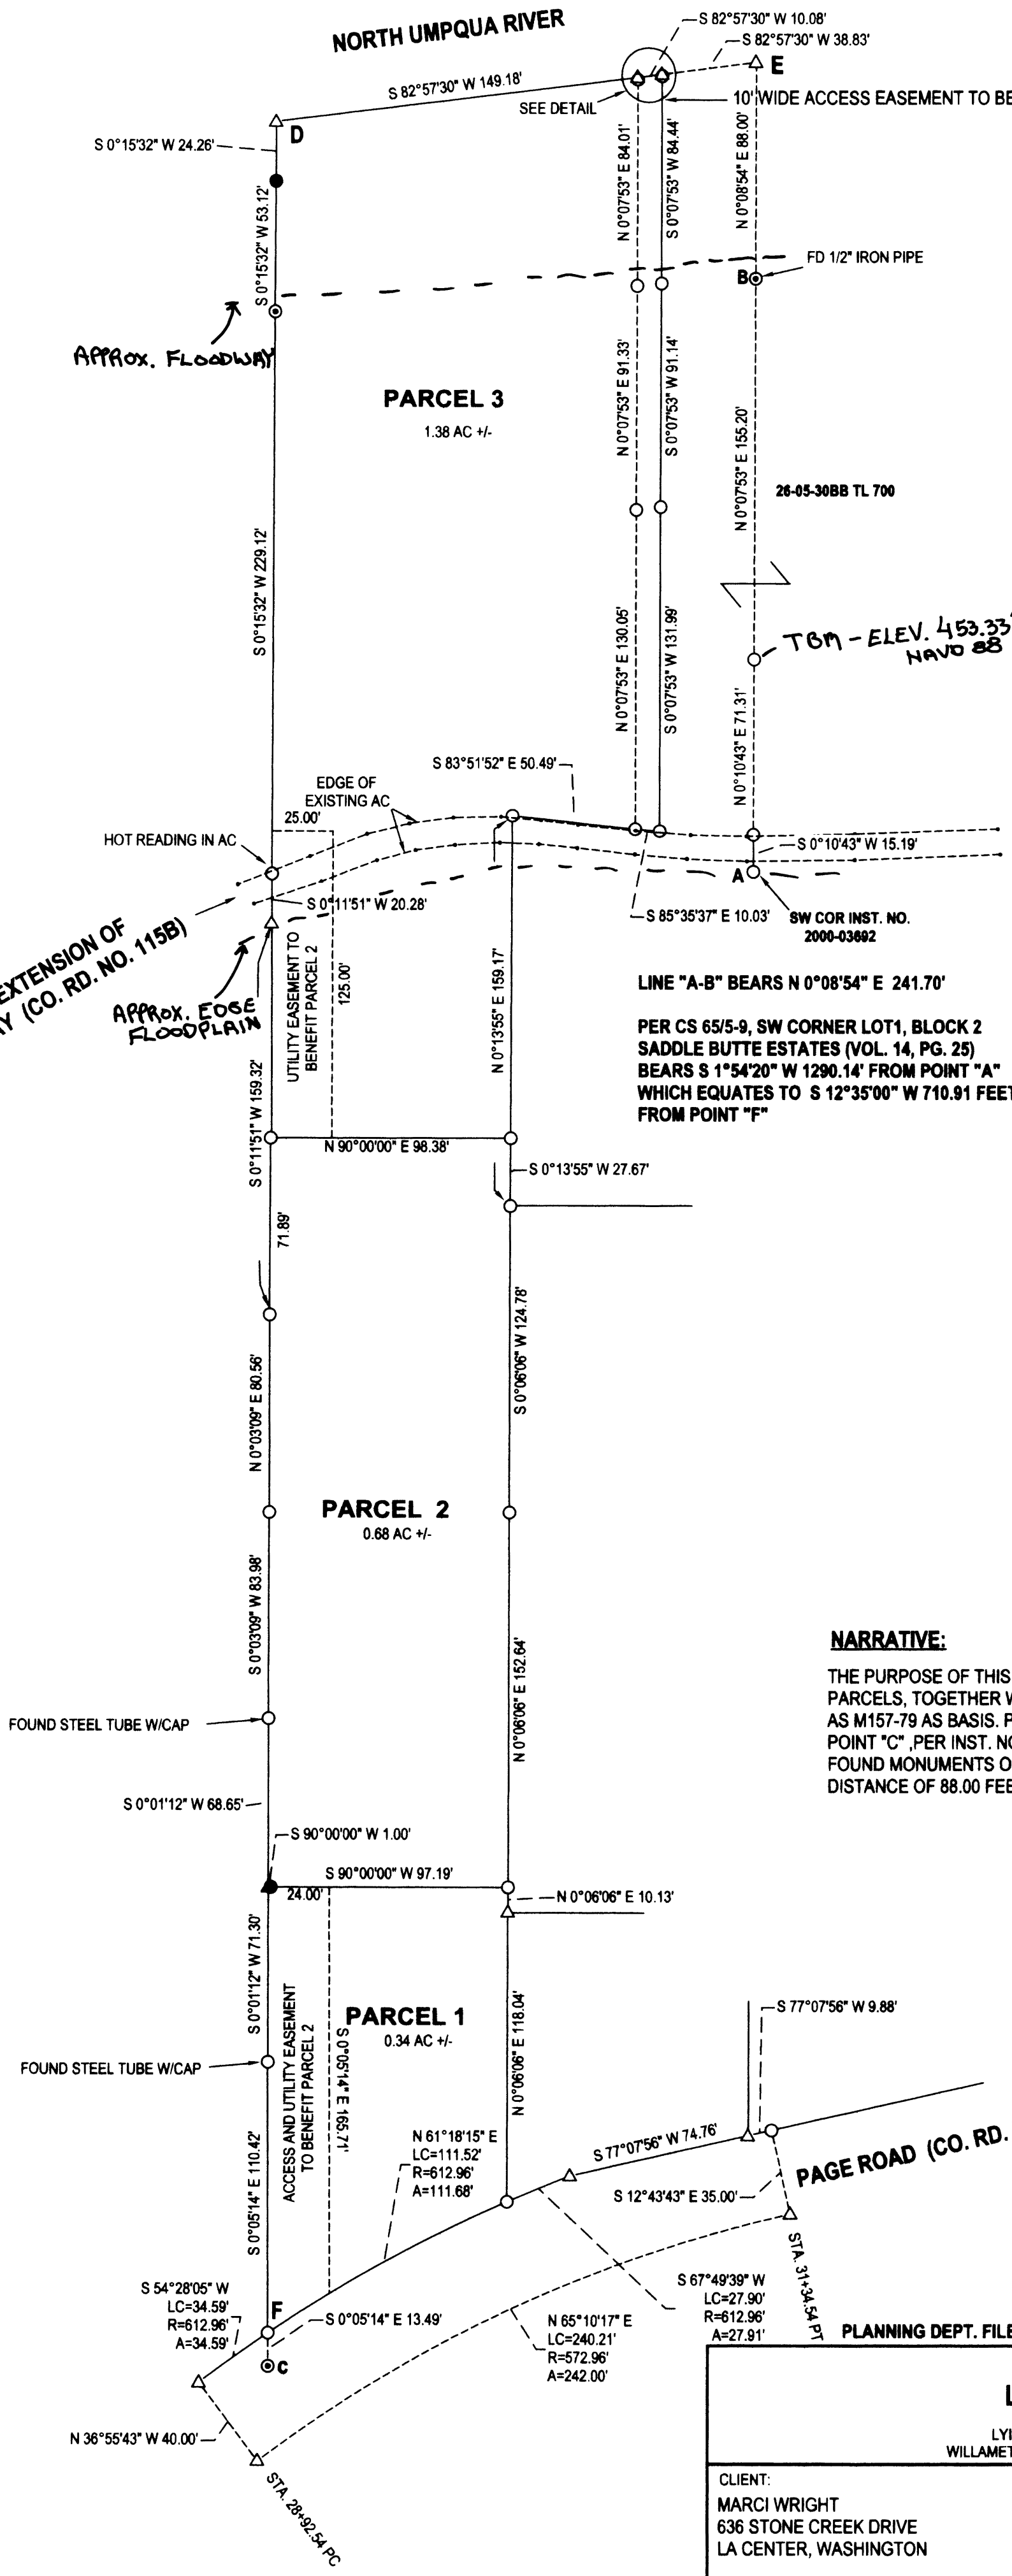 NORTH UMPQUA RIVER
S 82°57'30" W 10.08'
S 82°57'30" W 38.83'
E
S 82°57'30" W 149.18'
SEE DETAIL
10' WIDE ACCESS EASEMENT TO BE
D
S 0°15'32" W 24.26'
N 0°07'53" E 84.01'
S 0°07'53" W 84.44'
N 0°08'54" E 88.00'
S 0°15'32" W 53.12'
FD 1/2" IRON PIPE
B
APPROX. FLOODWAY
PARCEL 3
1.38 AC +/-
N 0°07'53" E 91.33'
S 0°07'53" W 91.14'
N 0°07'53" E 155.20'
26-05-30BB TL 700
S 0°15'32" W 229.12'
TBM - ELEV. 453.33'
NAVD 88
N 0°07'53" E 130.05'
S 0°07'53" W 131.99'
N 0°10'43" E 71.31'
S 83°51'52" E 50.49'
EDGE OF
EXISTING AC
25.00'
HOT READING IN AC
S 0°10'43" W 15.19'
A
S 0°11'51" W 20.28'
S 85°35'37" E 10.03'
SW COR INST. NO.
2000-03692
EXTENSION OF
Y (CO. RD. NO. 115B)
APPROX. EDGE
FLOODPLAIN
UTILITY EASEMENT TO
BENEFIT PARCEL 2
125.00'
N 0°13'55" E 159.17'
LINE "A-B" BEARS N 0°08'54" E 241.70'
PER CS 65/5-9, SW CORNER LOT1, BLOCK 2
SADDLE BUTTE ESTATES (VOL. 14, PG. 25)
BEARS S 1°54'20" W 1290.14' FROM POINT "A"
WHICH EQUATES TO S 12°35'00" W 710.91 FEET
FROM POINT "F"
S 0°11'51" W 159.32'
N 90°00'00" E 98.38'
S 0°13'55" W 27.67'
71.89'
S 0°06'06" W 124.78'
N 0°03'09" E 80.56'
PARCEL 2
0.68 AC +/-
S 0°03'09" W 83.98'
N 0°06'06" E 152.64'
NARRATIVE:
THE PURPOSE OF THIS
PARCELS, TOGETHER W
AS M157-79 AS BASIS. P
POINT "C" ,PER INST. NO
FOUND MONUMENTS O
DISTANCE OF 88.00 FEE
FOUND STEEL TUBE W/CAP
S 0°01'12" W 68.65'
S 90°00'00" W 1.00'
S 90°00'00" W 97.19'
24.00'
N 0°06'06" E 10.13'
S 0°01'12" W 71.30'
PARCEL 1
0.34 AC +/-
ACCESS AND UTILITY EASEMENT
TO BENEFIT PARCEL 2
S 0°05'14" E 165.71'
N 0°06'06" E 118.04'
FOUND STEEL TUBE W/CAP
S 77°07'56" W 9.88'
S 0°05'14" E 110.42'
N 61°18'15" E
LC=111.52'
R=612.96'
A=111.68'
S 77°07'56" W 74.76'
PAGE ROAD (CO. RD.
S 12°43'43" E 35.00'
STA. 31+34.54 PT
S 54°28'05" W
LC=34.59'
R=612.96'
A=34.59'
F
S 0°05'14" E 13.49'
C
S 67°49'39" W
LC=27.90'
R=612.96'
A=27.91'
N 65°10'17" E
LC=240.21'
R=572.96'
A=242.00'
N 36°55'43" W 40.00'
STA. 28+92.54 PC
PLANNING DEPT. FILE
L
LYI
WILLAMET
CLIENT:
MARCI WRIGHT
636 STONE CREEK DRIVE
LA CENTER, WASHINGTON